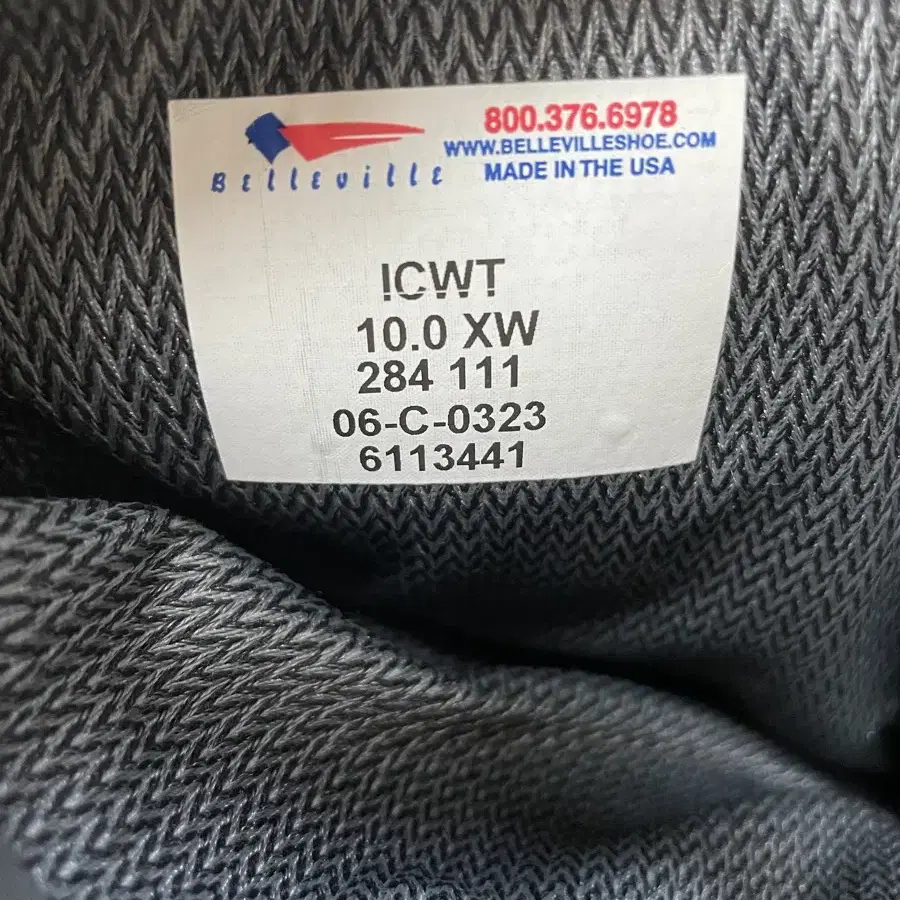 Belleville
800.376.6978
WWW.BELLEVILLESHOE.COM
MADE IN THE USA
ICWT
10.0 XW
284 111
06-C-0323
6113441